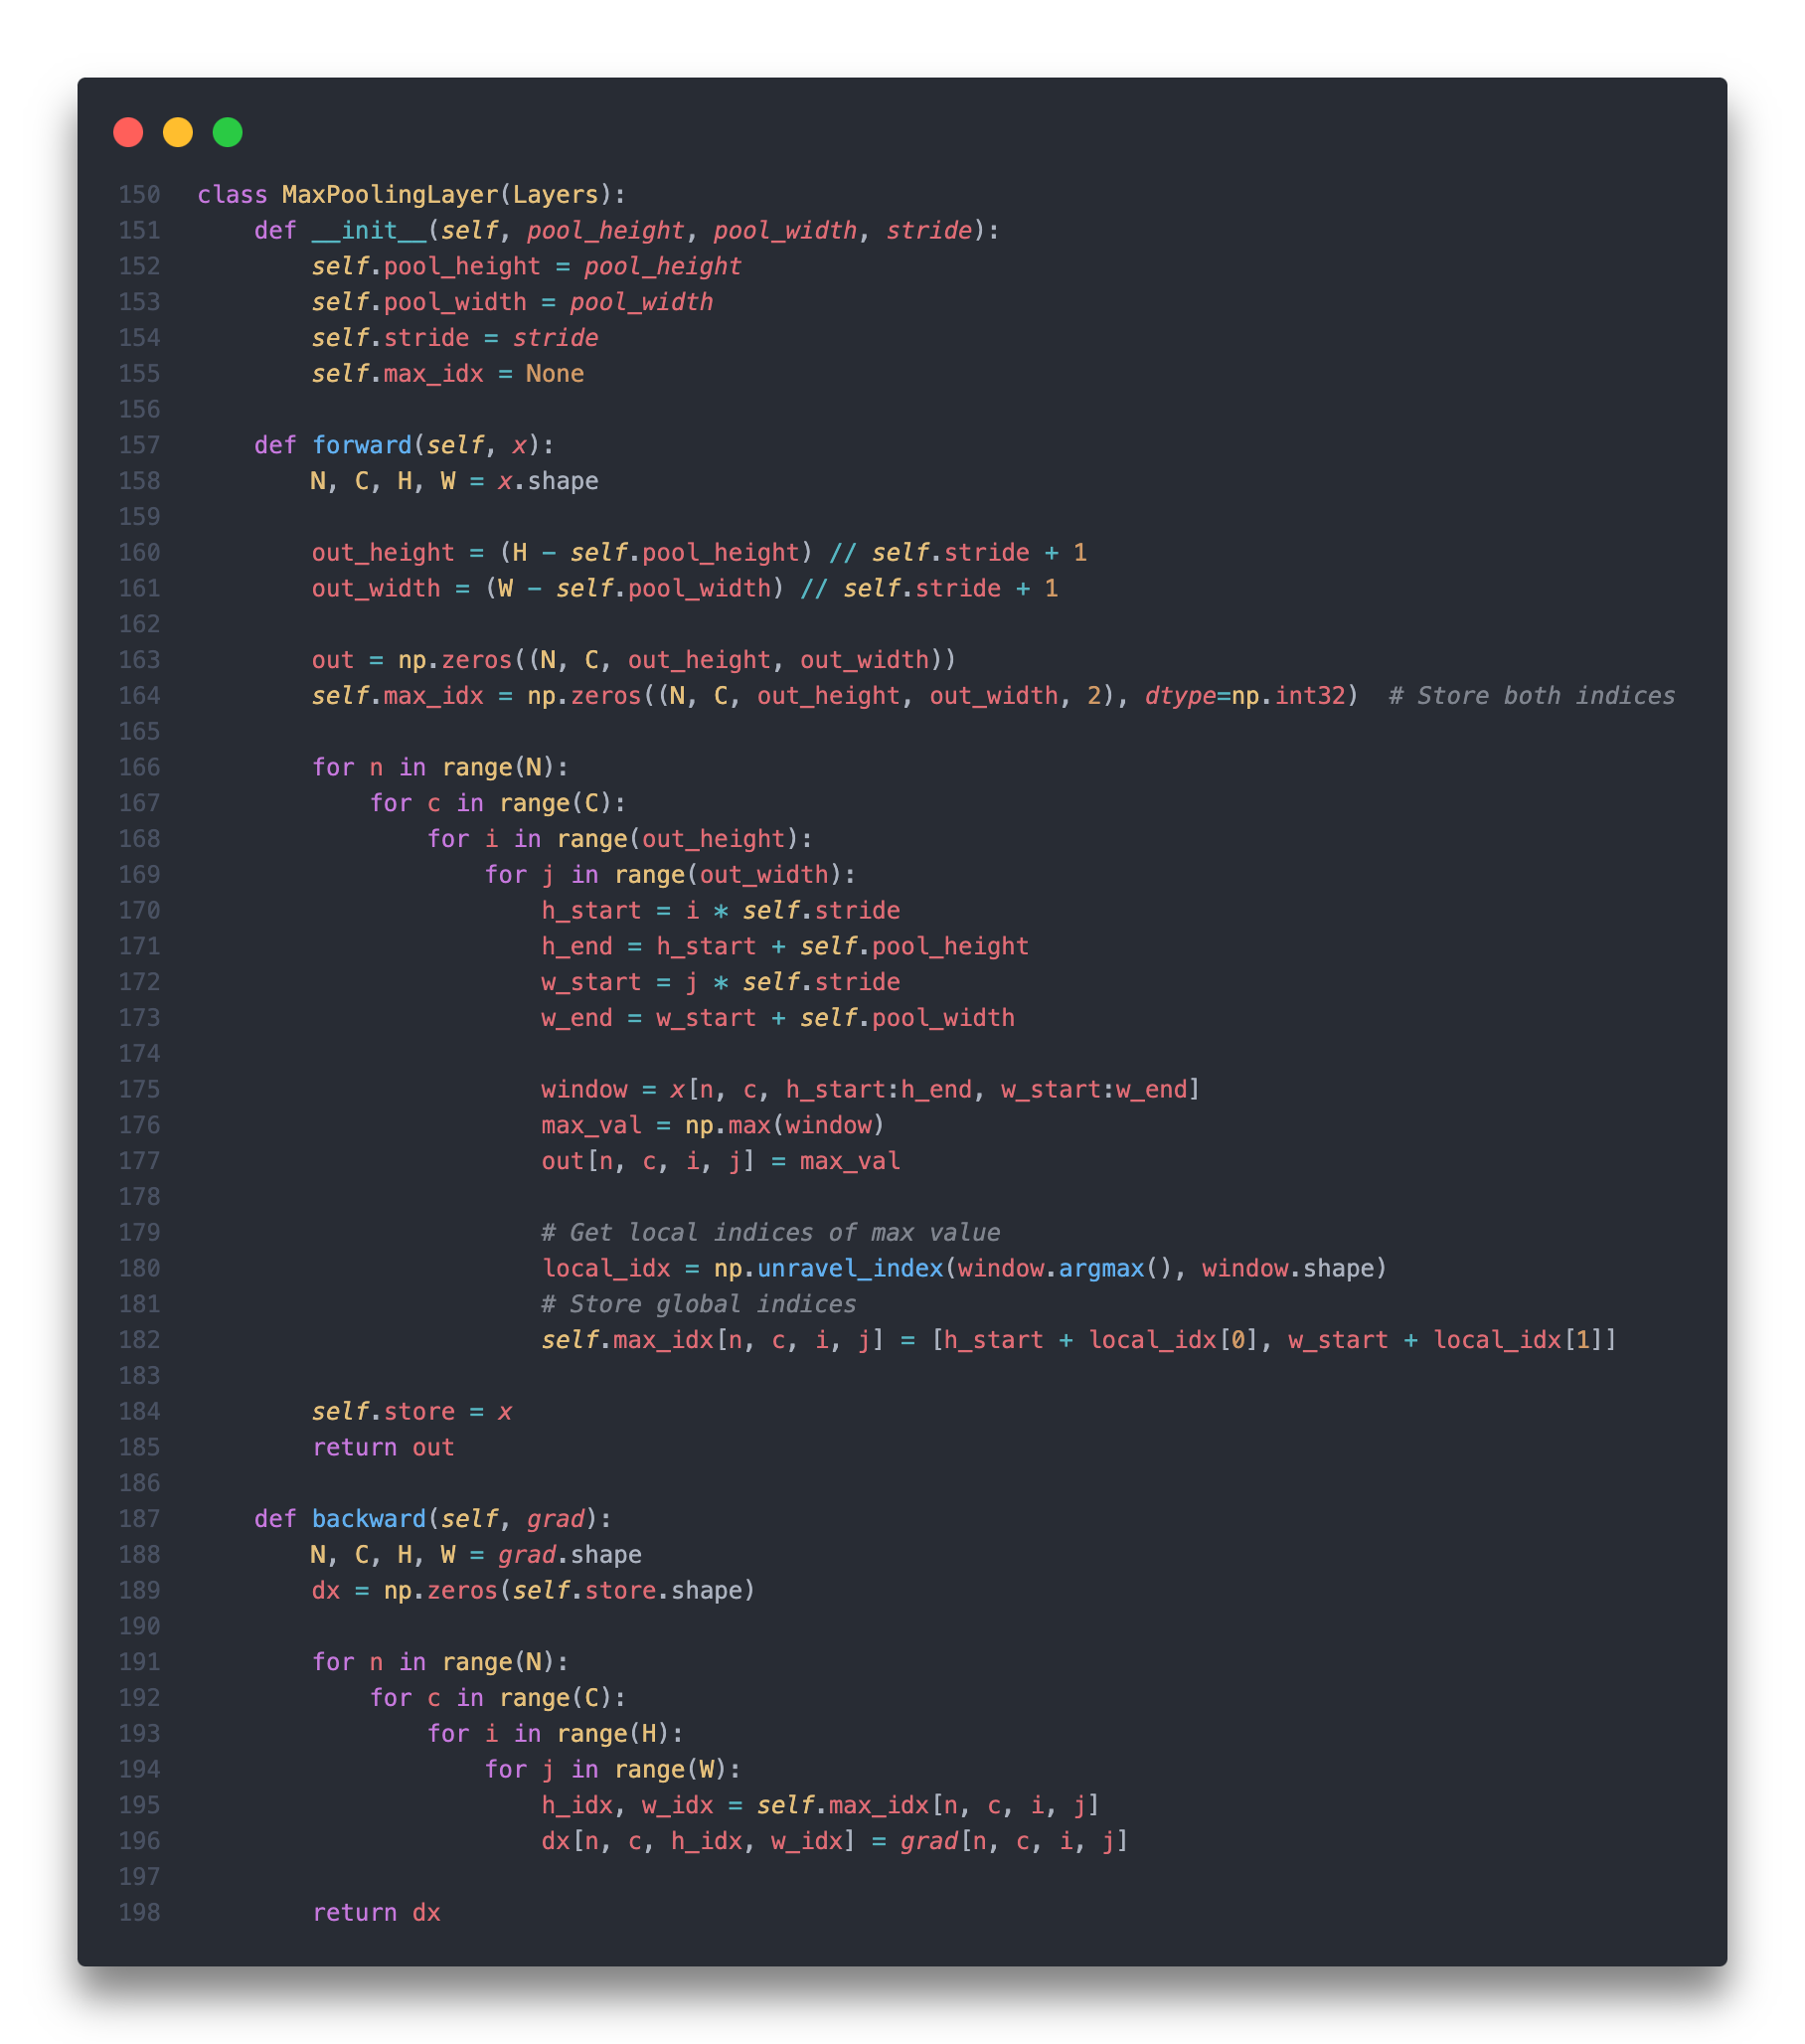 150 class MaxPoolingLayer(Layers):
151     def __init__(self, pool_height, pool_width, stride):
152         self.pool_height = pool_height
153         self.pool_width = pool_width
154         self.stride = stride
155         self.max_idx = None
156
157     def forward(self, x):
158         N, C, H, W = x.shape
159
160         out_height = (H - self.pool_height) // self.stride + 1
161         out_width = (W - self.pool_width) // self.stride + 1
162
163         out = np.zeros((N, C, out_height, out_width))
164         self.max_idx = np.zeros((N, C, out_height, out_width, 2), dtype=np.int32)  # Store both indices
165
166         for n in range(N):
167             for c in range(C):
168                 for i in range(out_height):
169                     for j in range(out_width):
170                         h_start = i * self.stride
171                         h_end = h_start + self.pool_height
172                         w_start = j * self.stride
173                         w_end = w_start + self.pool_width
174
175                         window = x[n, c, h_start:h_end, w_start:w_end]
176                         max_val = np.max(window)
177                         out[n, c, i, j] = max_val
178
179                         # Get local indices of max value
180                         local_idx = np.unravel_index(window.argmax(), window.shape)
181                         # Store global indices
182                         self.max_idx[n, c, i, j] = [h_start + local_idx[0], w_start + local_idx[1]]
183
184         self.store = x
185         return out
186
187     def backward(self, grad):
188         N, C, H, W = grad.shape
189         dx = np.zeros(self.store.shape)
190
191         for n in range(N):
192             for c in range(C):
193                 for i in range(H):
194                     for j in range(W):
195                         h_idx, w_idx = self.max_idx[n, c, i, j]
196                         dx[n, c, h_idx, w_idx] = grad[n, c, i, j]
197
198         return dx